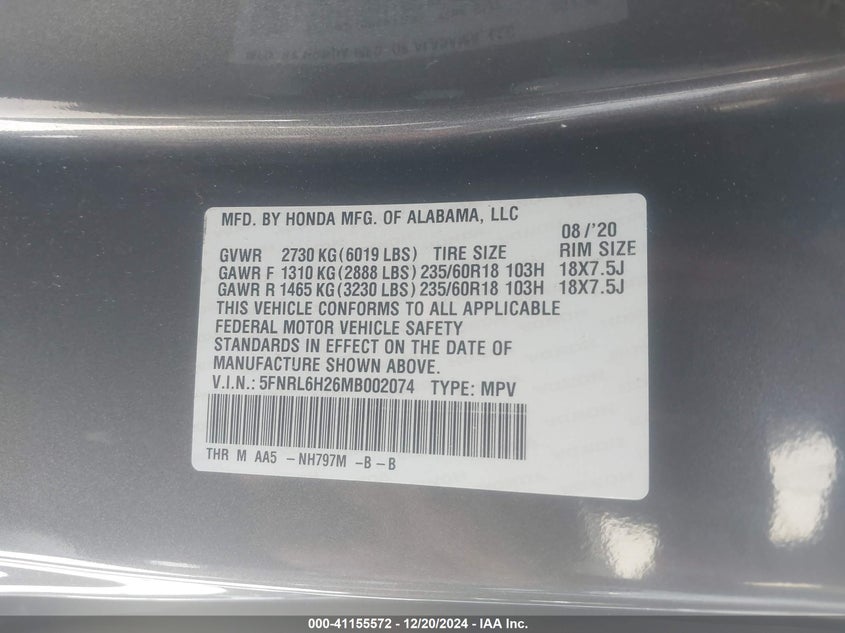 MFD. BY HONDA MFG. OF ALABAMA, LLC
08/'20
GVWR 2730 KG(6019 LBS) TIRE SIZE RIM SIZE
GAWR F 1310 KG(2888 LBS) 235/60R18 103H 18X7.5J
GAWR R 1465 KG(3230 LBS) 235/60R18 103H 18X7.5J
THIS VEHICLE CONFORMS TO ALL APPLICABLE
FEDERAL MOTOR VEHICLE SAFETY
STANDARDS IN EFFECT ON THE DATE OF
MANUFACTURE SHOWN ABOVE.
V.I.N.: 5FNRL6H26MB002074 TYPE: MPV
THR M AA5 -NH797M -B-B
000-41155572 - 12/20/2024 - IAA Inc.